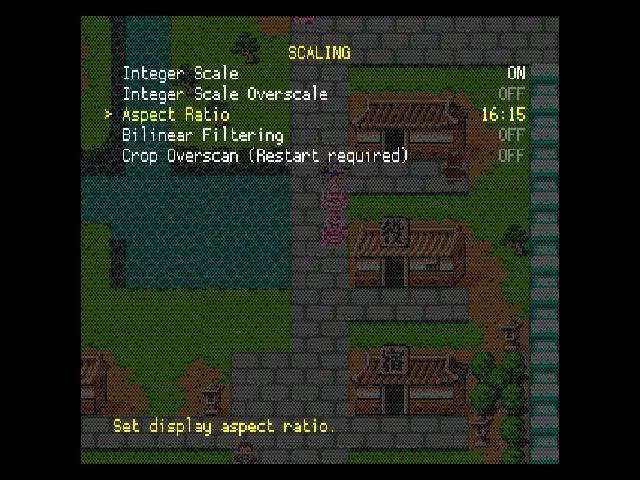 SCALING
Integer Scale ON
Integer Scale Overscale OFF
> Aspect Ratio 16:15
Bilinear Filtering OFF
Crop Overscan (Restart required) OFF
役
宿
Set display aspect ratio.